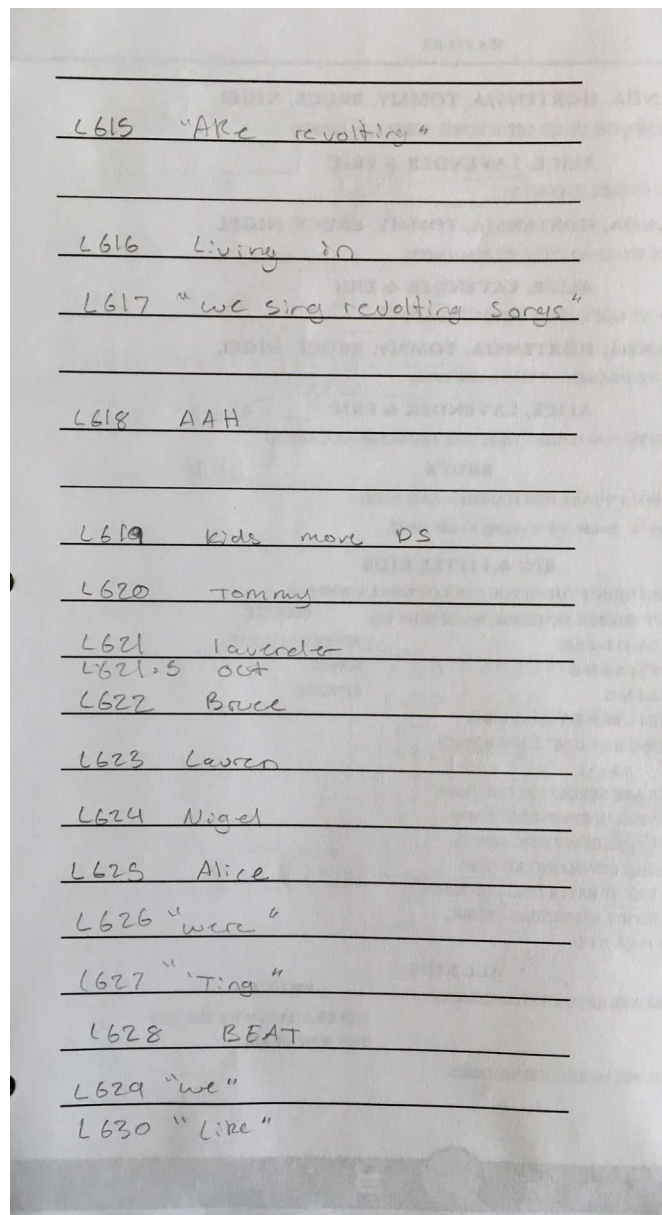 L615 "ARe revolting"
L616 Living in
L617 "we sing revolting songs"
L618 AAH
L619 kids move DS
L620 Tommy
L621 lavender
L621.5 out
L622 Bruce
L623 Lauren
L624 Nigel
L625 Alice
L626 "were"
L627 "'Ting"
L628 BEAT
L629 "we"
L630 "Like"